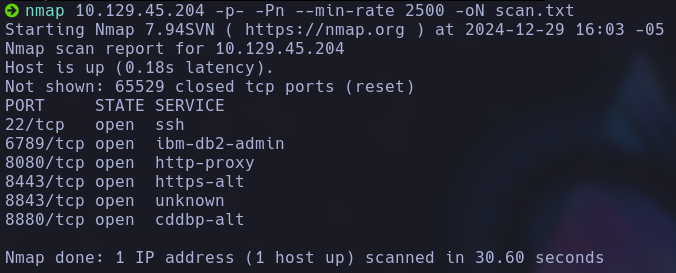 nmap 10.129.45.204 -p- -Pn --min-rate 2500 -oN scan.txt
Starting Nmap 7.94SVN ( https://nmap.org ) at 2024-12-29 16:03 -05
Nmap scan report for 10.129.45.204
Host is up (0.18s latency).
Not shown: 65529 closed tcp ports (reset)
PORT     STATE SERVICE
22/tcp   open  ssh
6789/tcp open  ibm-db2-admin
8080/tcp open  http-proxy
8443/tcp open  https-alt
8843/tcp open  unknown
8880/tcp open  cddbp-alt
Nmap done: 1 IP address (1 host up) scanned in 30.60 seconds